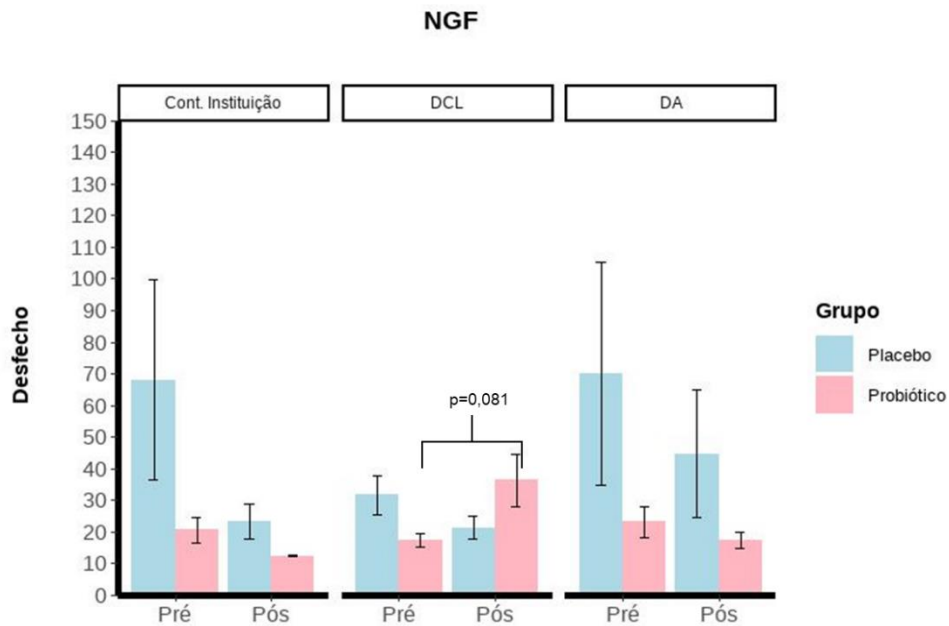 NGF
Cont. Instituição
DCL
DA
150
140
130
120
110
100
90
80
70
60
50
40
30
20
10
0
Desfecho
p=0,081
Pré
Pós
Pré
Pós
Pré
Pós
Grupo
Placebo
Probiótico